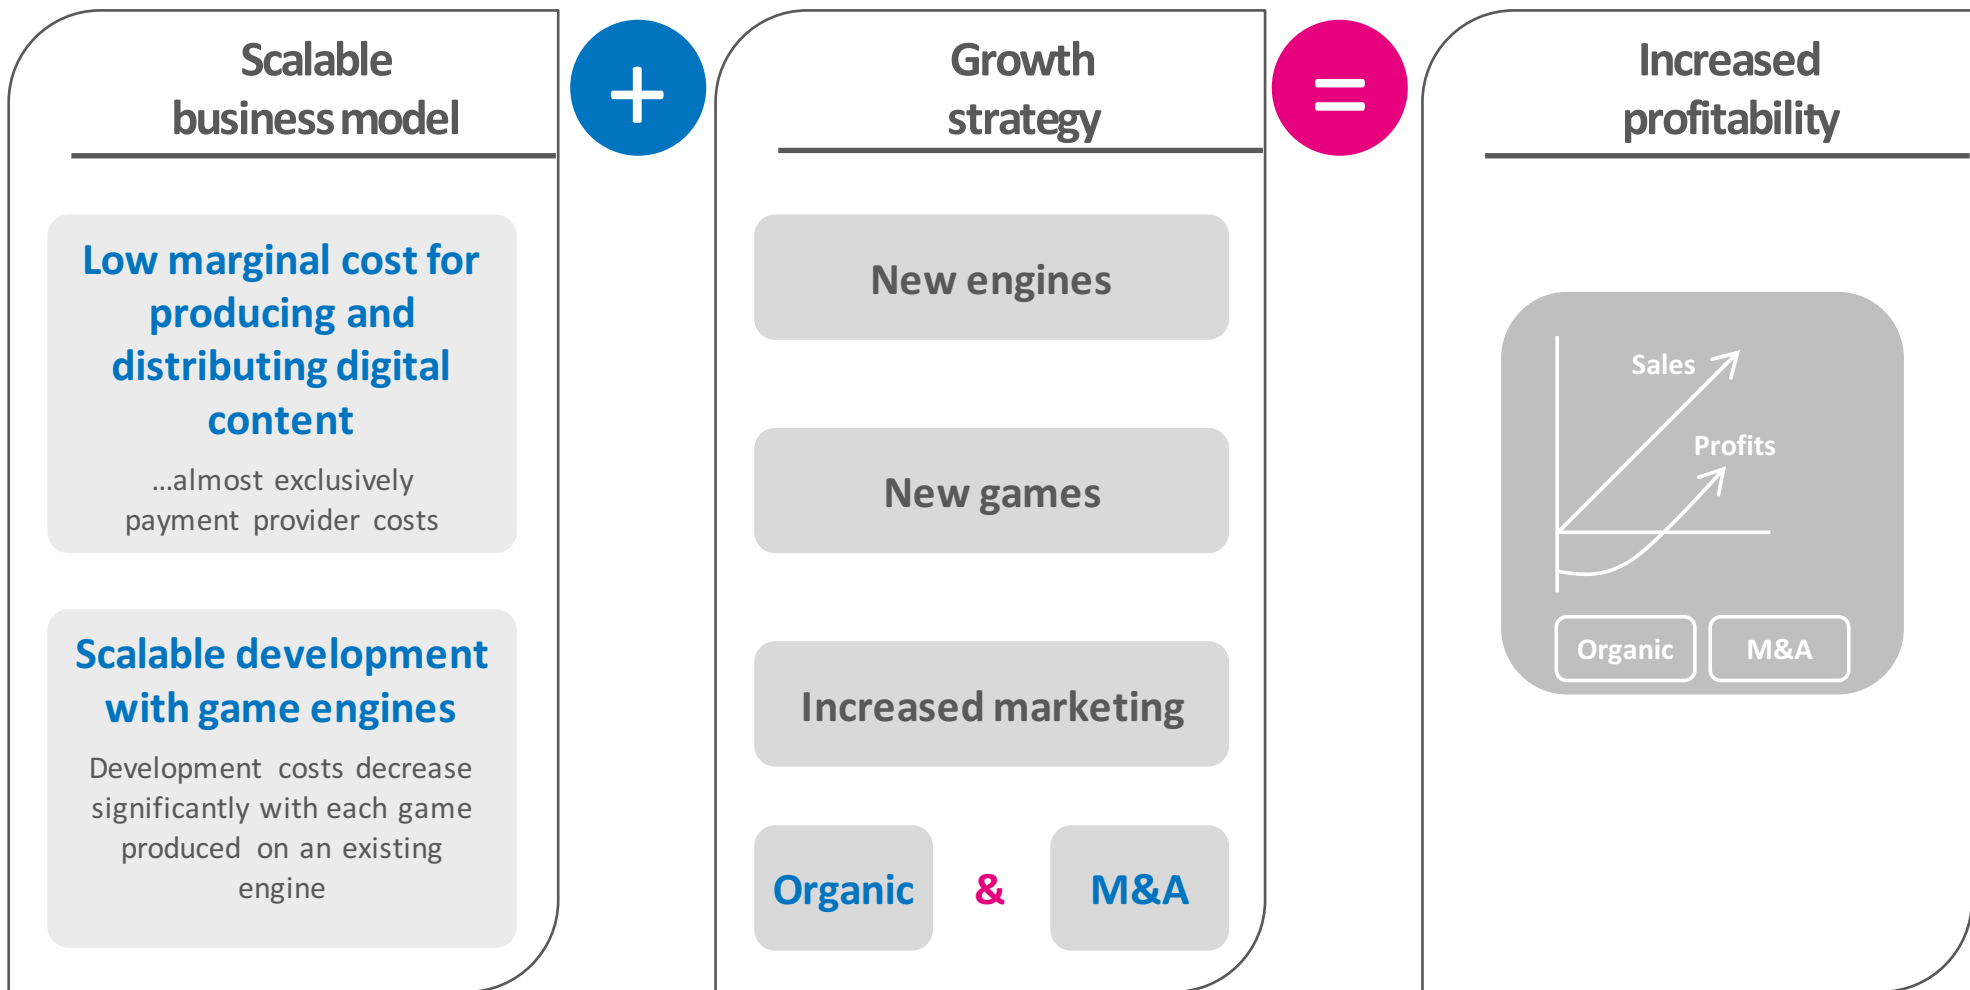 Scalable
business model
Low marginal cost for
producing and
distributing digital
content
...almost exclusively
payment provider costs
Scalable development
with game engines
Development costs decrease
significantly with each game
produced on an existing
engine
+
Growth
strategy
New engines
New games
Increased marketing
Organic & M&A
=
Increased
profitability
Sales
Profits
Organic M&A